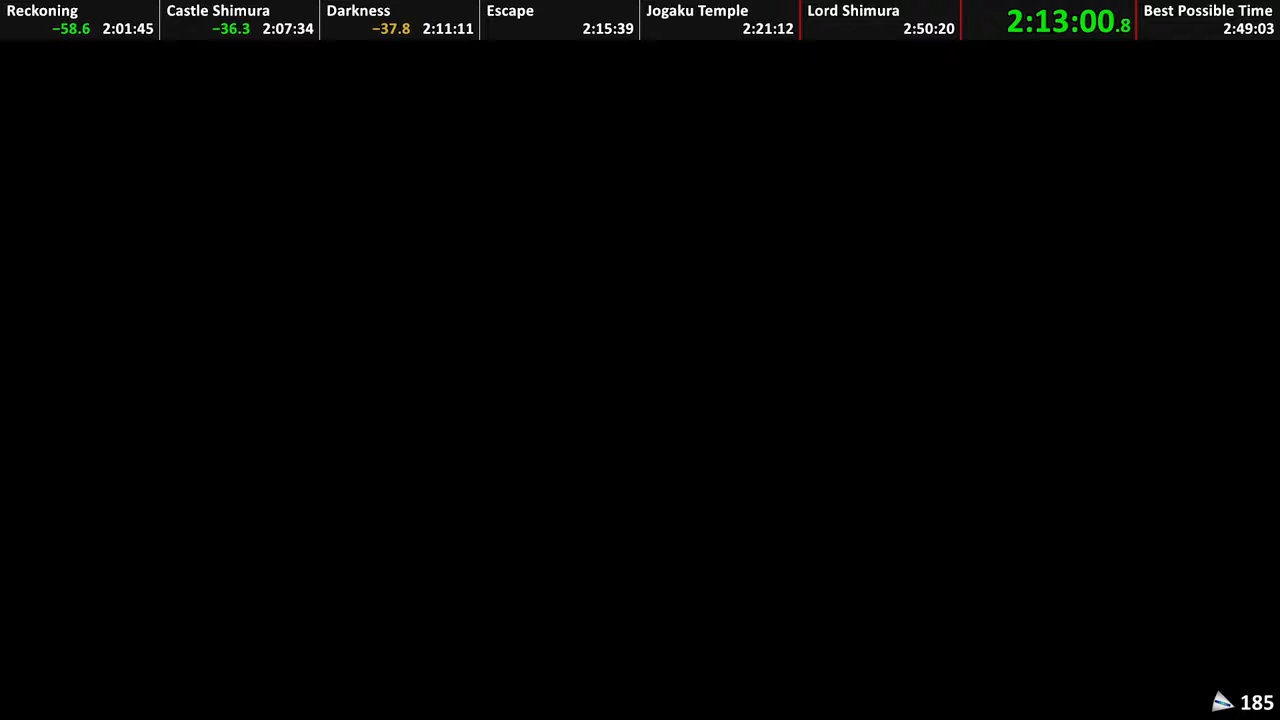 Reckoning
−58.6 2:01:45
Castle Shimura
−36.3 2:07:34
Darkness
−37.8 2:11:11
Escape
2:15:39
Jogaku Temple
2:21:12
Lord Shimura
2:50:20
2:13:00.8
Best Possible Time
2:49:03
185